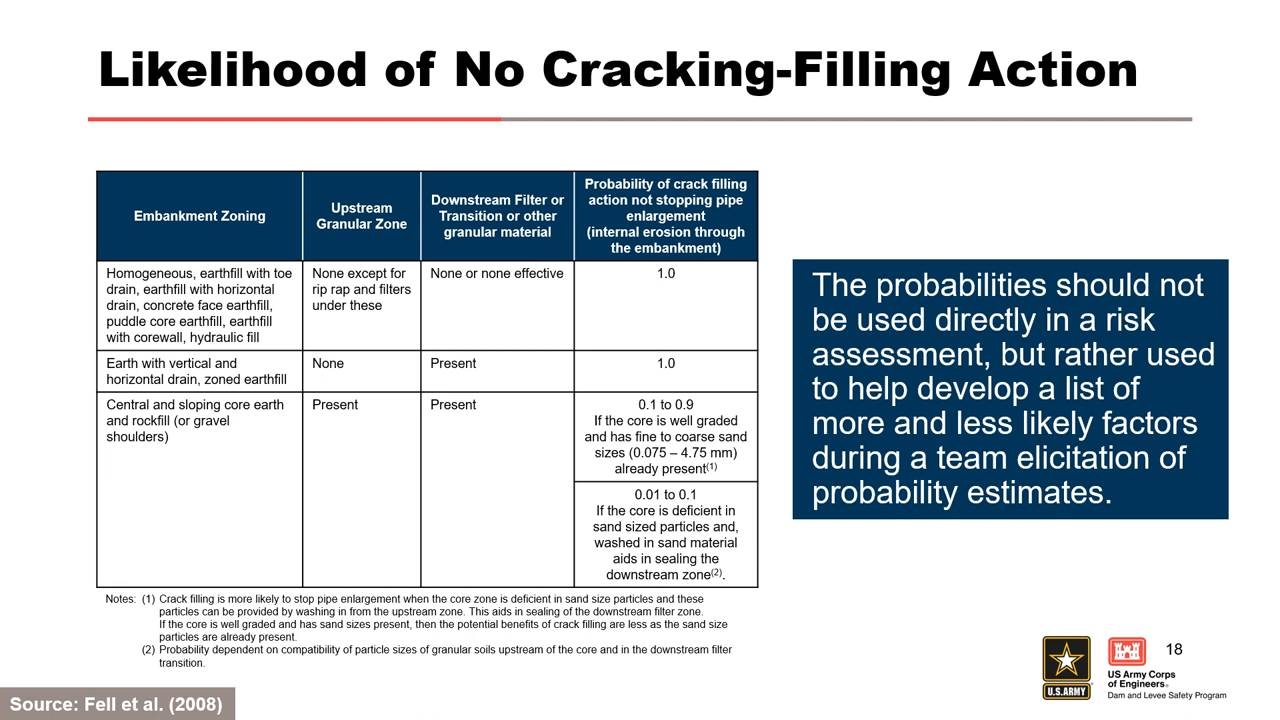 Likelihood of No Cracking-Filling Action
Embankment Zoning
Upstream
Granular Zone
Downstream Filter or
Transition or other
granular material
Probability of crack filling
action not stopping pipe
enlargement
(internal erosion through
the embankment)
Homogeneous, earthfill with toe
drain, earthfill with horizontal
drain, concrete face earthfill,
puddle core earthfill, earthfill
with corewall, hydraulic fill
None except for
rip rap and filters
under these
None or none effective
1.0
Earth with vertical and
horizontal drain, zoned earthfill
None
Present
1.0
Central and sloping core earth
and rockfill (or gravel
shoulders)
Present
Present
0.1 to 0.9
If the core is well graded
and has fine to coarse sand
sizes (0.075 – 4.75 mm)
already present(1)
0.01 to 0.1
If the core is deficient in
sand sized particles and,
washed in sand material
aids in sealing the
downstream zone(2).
Notes: (1) Crack filling is more likely to stop pipe enlargement when the core zone is deficient in sand size particles and these
particles can be provided by washing in from the upstream zone. This aids in sealing of the downstream filter zone.
If the core is well graded and has sand sizes present, then the potential benefits of crack filling are less as the sand size
particles are already present.
(2) Probability dependent on compatibility of particle sizes of granular soils upstream of the core and in the downstream filter
transition.
The probabilities should not
be used directly in a risk
assessment, but rather used
to help develop a list of
more and less likely factors
during a team elicitation of
probability estimates.
U.S.ARMY
US Army Corps
of Engineers®
Dam and Levee Safety Program
18
Source: Fell et al. (2008)